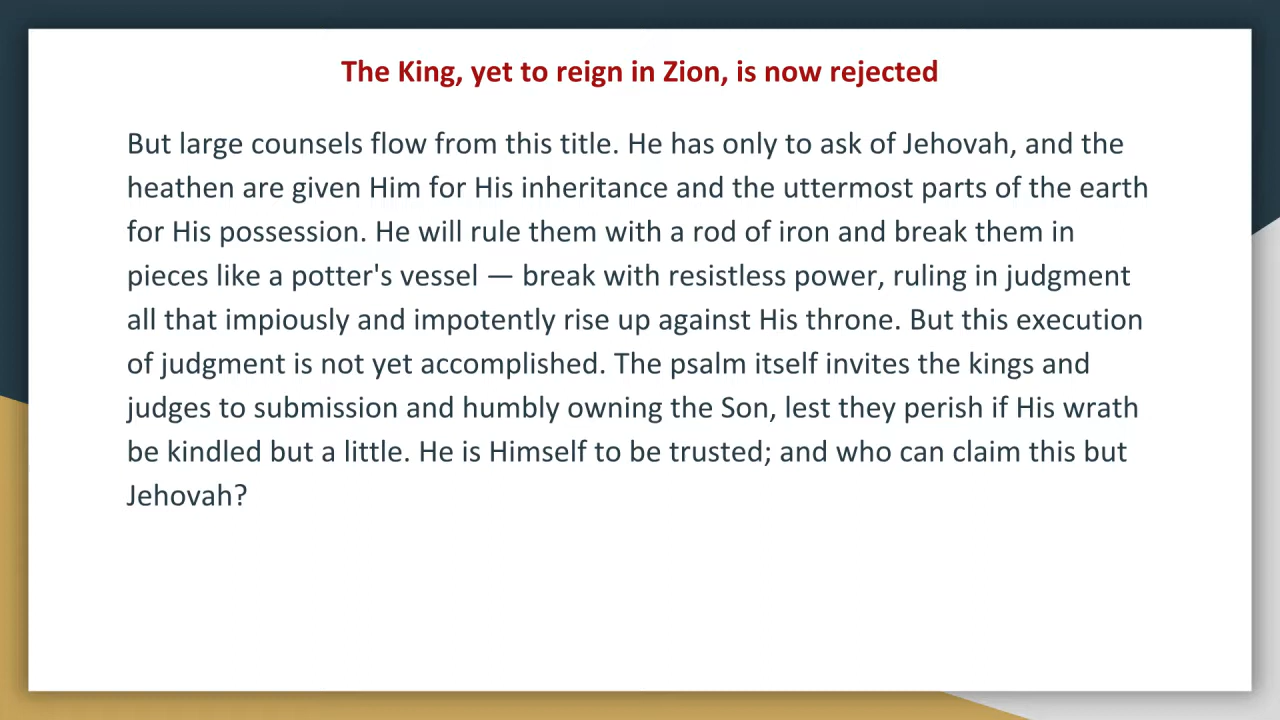 The King, yet to reign in Zion, is now rejected
But large counsels flow from this title. He has only to ask of Jehovah, and the
heathen are given Him for His inheritance and the uttermost parts of the earth
for His possession. He will rule them with a rod of iron and break them in
pieces like a potter's vessel — break with resistless power, ruling in judgment
all that impiously and impotently rise up against His throne. But this execution
of judgment is not yet accomplished. The psalm itself invites the kings and
judges to submission and humbly owning the Son, lest they perish if His wrath
be kindled but a little. He is Himself to be trusted; and who can claim this but
Jehovah?